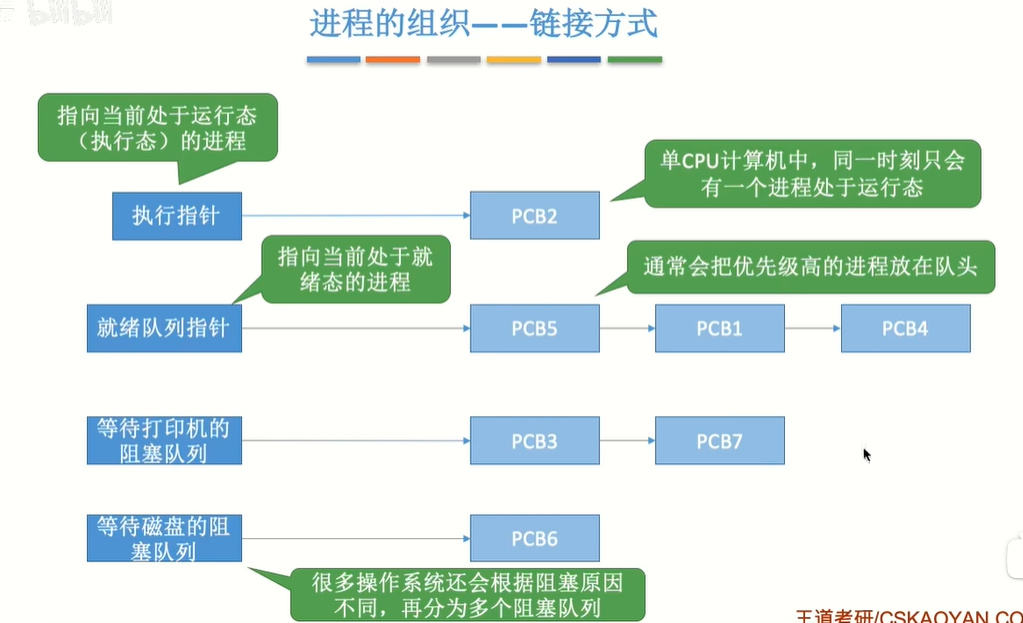 bilibili
进程的组织——链接方式
指向当前处于运行态
（执行态）的进程
单CPU计算机中，同一时刻只会
有一个进程处于运行态
执行指针
PCB2
指向当前处于就
绪态的进程
通常会把优先级高的进程放在队头
就绪队列指针
PCB5
PCB1
PCB4
等待打印机的
阻塞队列
PCB3
PCB7
等待磁盘的阻
塞队列
PCB6
很多操作系统还会根据阻塞原因
不同，再分为多个阻塞队列
王道考研/CSKAOYAN.CO